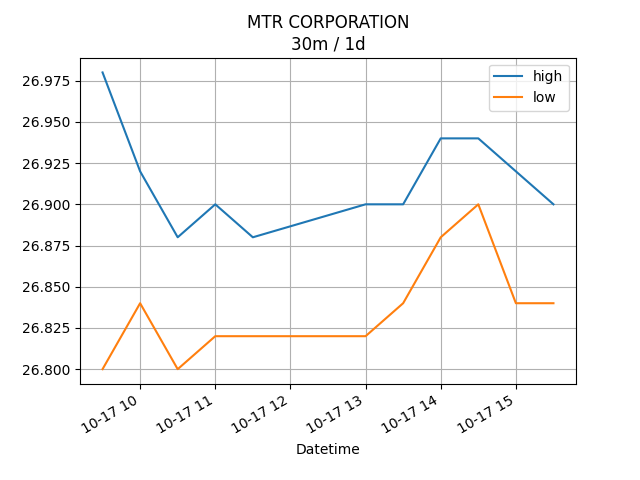 MTR CORPORATION
30m / 1d
high
low
26.975
26.950
26.925
26.900
26.875
26.850
26.825
26.800
10-17 10
10-17 11
10-17 12
10-17 13
10-17 14
10-17 15
Datetime